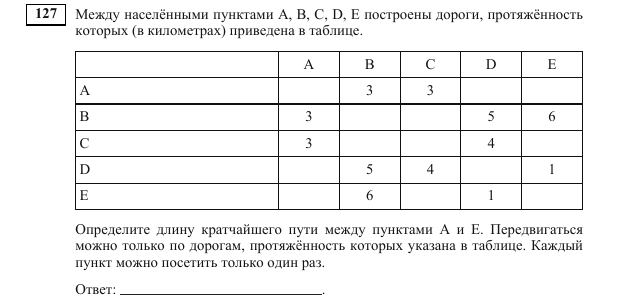 127 Между населёнными пунктами A, B, C, D, E построены дороги, протяжённость
которых (в километрах) приведена в таблице.
A B C D E
A 3 3
B 3 5 6
C 3 4
D 5 4 1
E 6 1
Определите длину кратчайшего пути между пунктами A и E. Передвигаться
можно только по дорогам, протяжённость которых указана в таблице. Каждый
пункт можно посетить только один раз.
Ответ: ______________________.